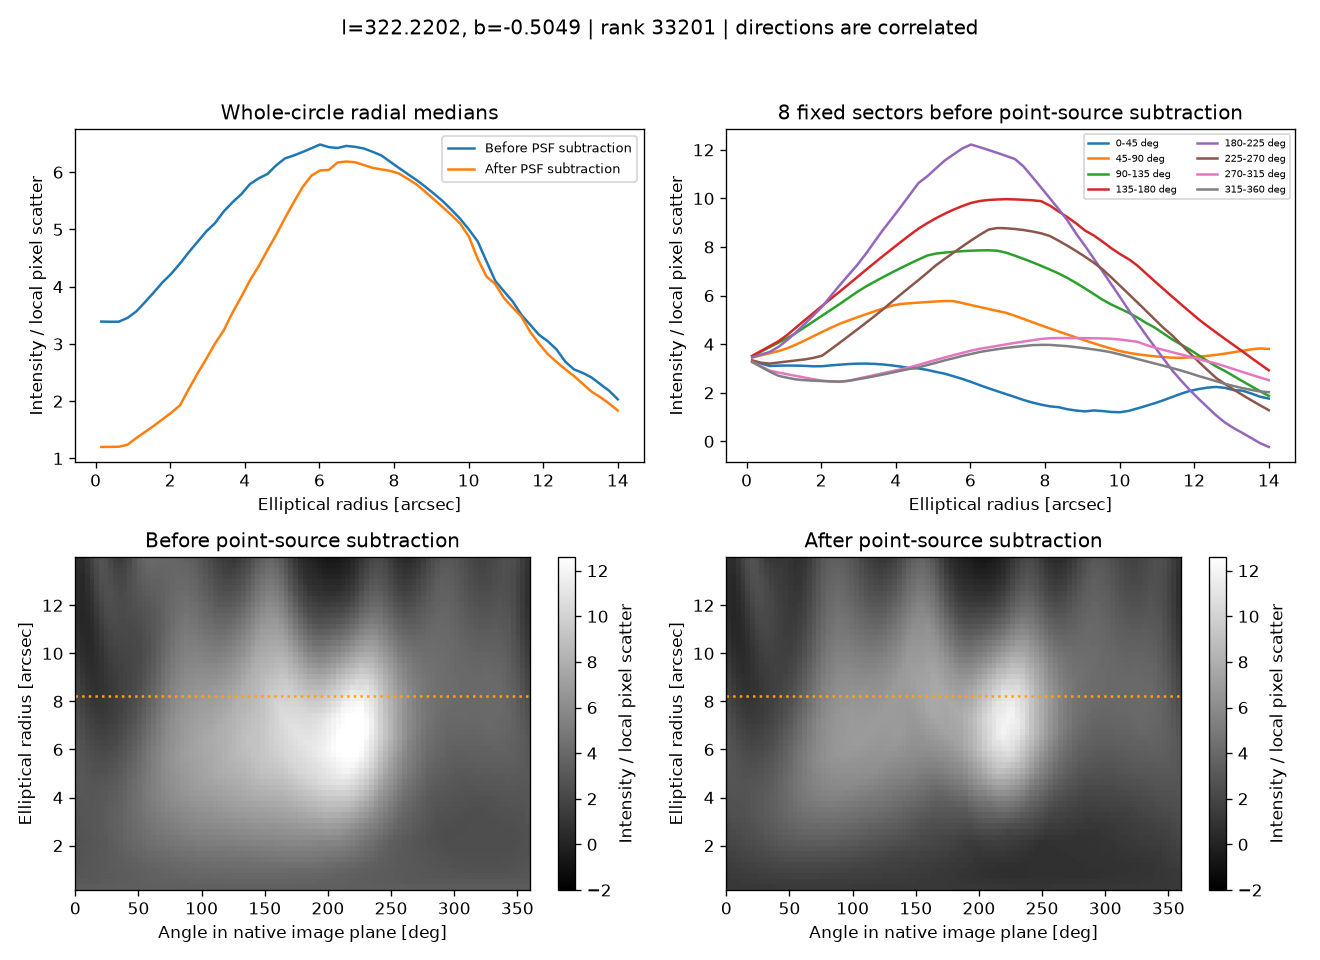 l=322.2202, b=-0.5049 | rank 33201 | directions are correlated
Whole-circle radial medians
Before PSF subtraction
After PSF subtraction
Intensity / local pixel scatter
6
5
4
3
2
1
0 2 4 6 8 10 12 14
Elliptical radius [arcsec]
8 fixed sectors before point-source subtraction
0-45 deg
45-90 deg
90-135 deg
135-180 deg
180-225 deg
225-270 deg
270-315 deg
315-360 deg
Intensity / local pixel scatter
12
10
8
6
4
2
0
0 2 4 6 8 10 12 14
Elliptical radius [arcsec]
Before point-source subtraction
Elliptical radius [arcsec]
12
10
8
6
4
2
0 50 100 150 200 250 300 350
Angle in native image plane [deg]
12
10
8
6
4
2
0
−2
Intensity / local pixel scatter
After point-source subtraction
Elliptical radius [arcsec]
12
10
8
6
4
2
0 50 100 150 200 250 300 350
Angle in native image plane [deg]
12
10
8
6
4
2
0
−2
Intensity / local pixel scatter